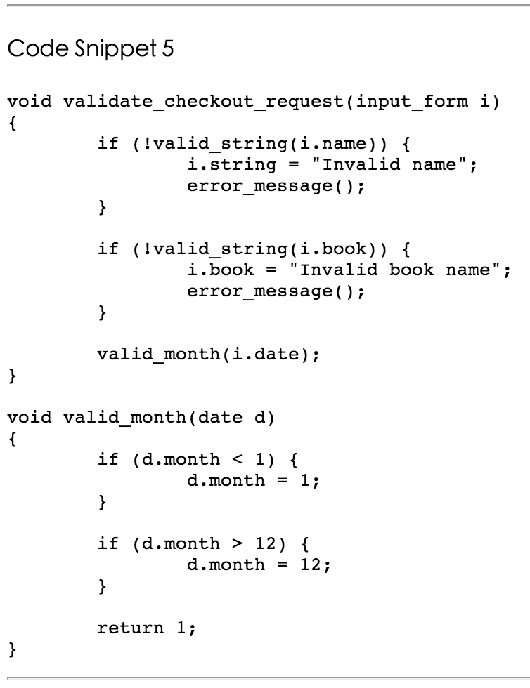 Code Snippet 5
void validate_checkout_request(input_form i)
{
if (!valid_string(i.name)) {
i.string = "Invalid name";
error_message();
}
if (!valid_string(i.book)) {
i.book = "Invalid book name";
error_message();
}
valid_month(i.date);
}
void valid_month(date d)
{
if (d.month < 1) {
d.month = 1;
}
if (d.month > 12) {
d.month = 12;
}
return 1;
}